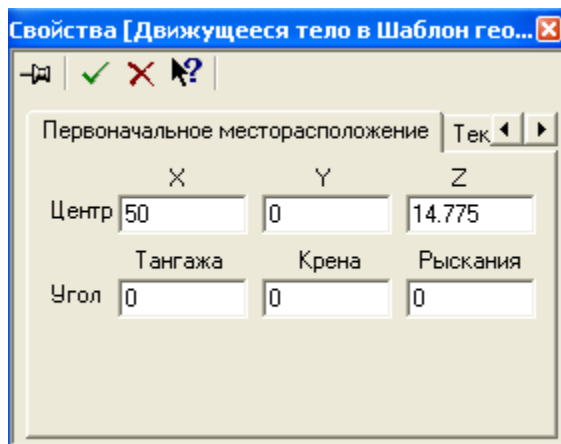 Свойства [Движущееся тело в Шаблон гео...
Первоначальное месторасположение Тек
X Y Z
Центр 50 0 14.775
Тангажа Крена Рыскания
Угол 0 0 0